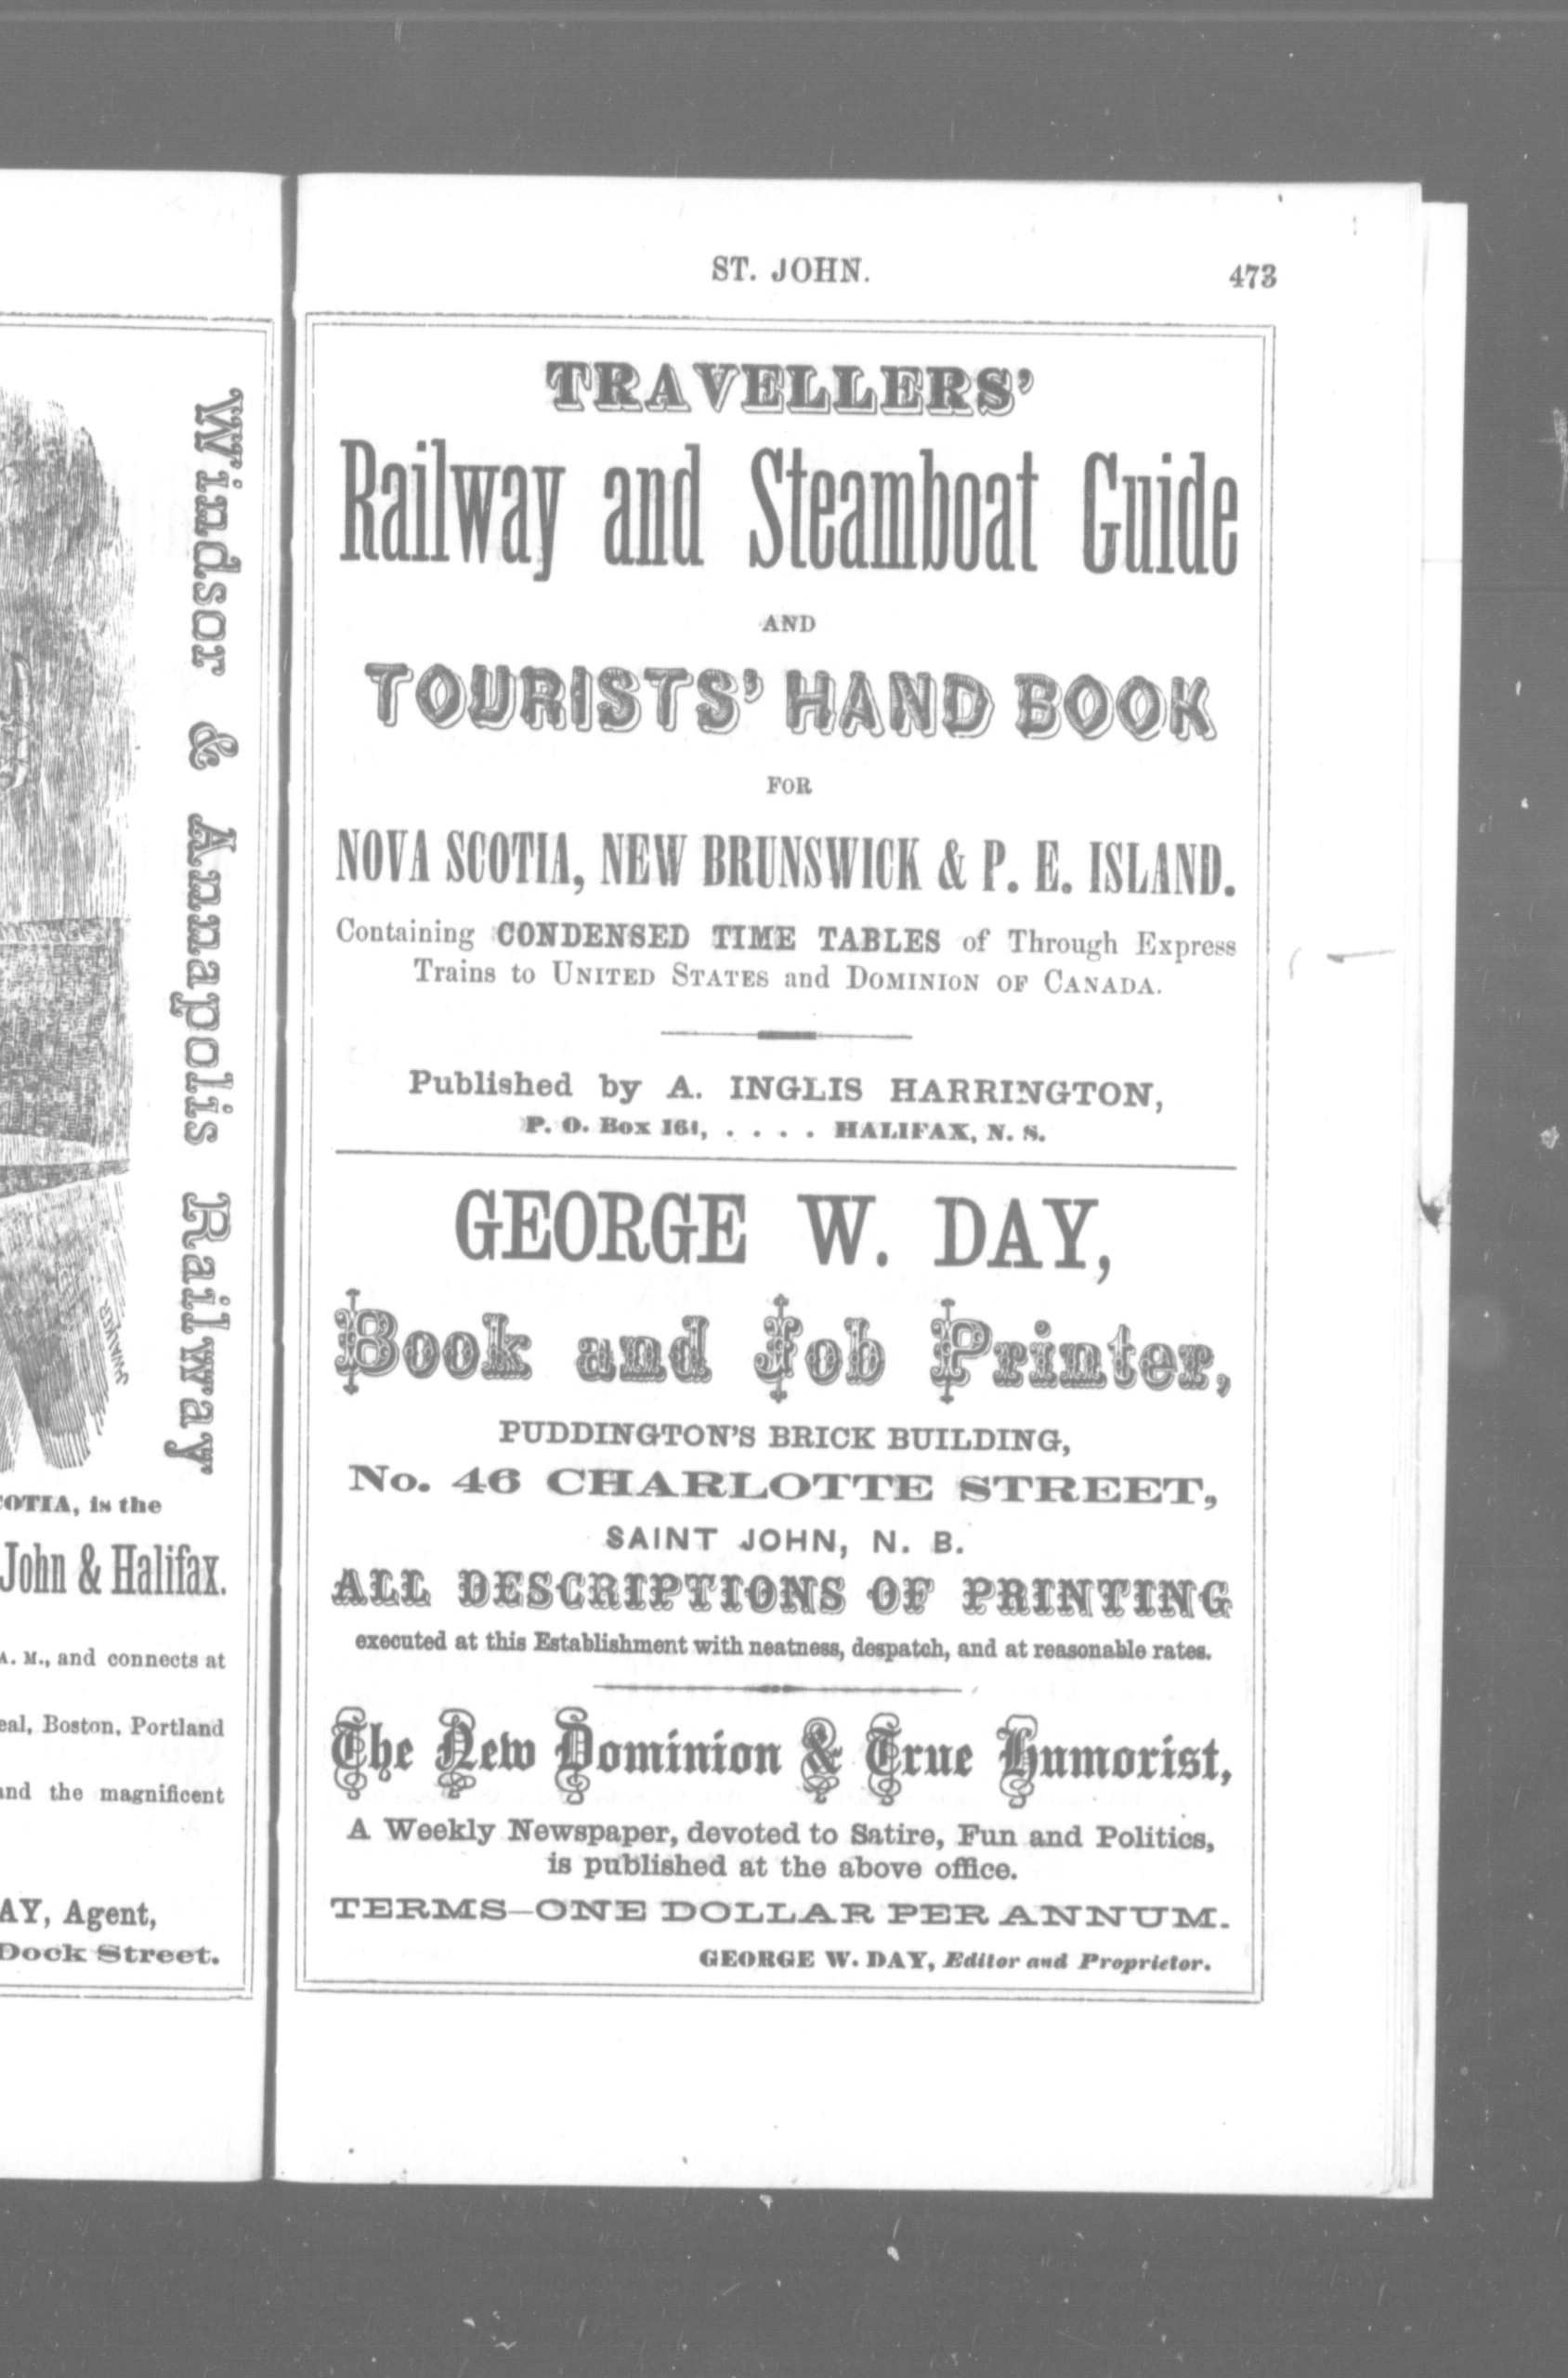 Windsor & Annapolis Railway
COTIA, is the
John & Halifax.
A. M., and connects at
eal, Boston, Portland
and the magnificent
AY, Agent,
Dock Street.
ST. JOHN.
473
TRAVELLERS'
Railway and Steamboat Guide
AND
TOURISTS' HAND BOOK
FOR
NOVA SCOTIA, NEW BRUNSWICK & P. E. ISLAND.
Containing CONDENSED TIME TABLES of Through Express
Trains to UNITED STATES and DOMINION OF CANADA.
Published by A. INGLIS HARRINGTON,
P. O. Box 161, . . . . HALIFAX, N. S.
GEORGE W. DAY,
Book and Job Printer,
PUDDINGTON'S BRICK BUILDING,
No. 46 CHARLOTTE STREET,
SAINT JOHN, N. B.
ALL DESCRIPTIONS OF PRINTING
executed at this Establishment with neatness, despatch, and at reasonable rates.
The New Dominion & True Humorist,
A Weekly Newspaper, devoted to Satire, Fun and Politics,
is published at the above office.
TERMS—ONE DOLLAR PER ANNUM.
GEORGE W. DAY, Editor and Proprietor.